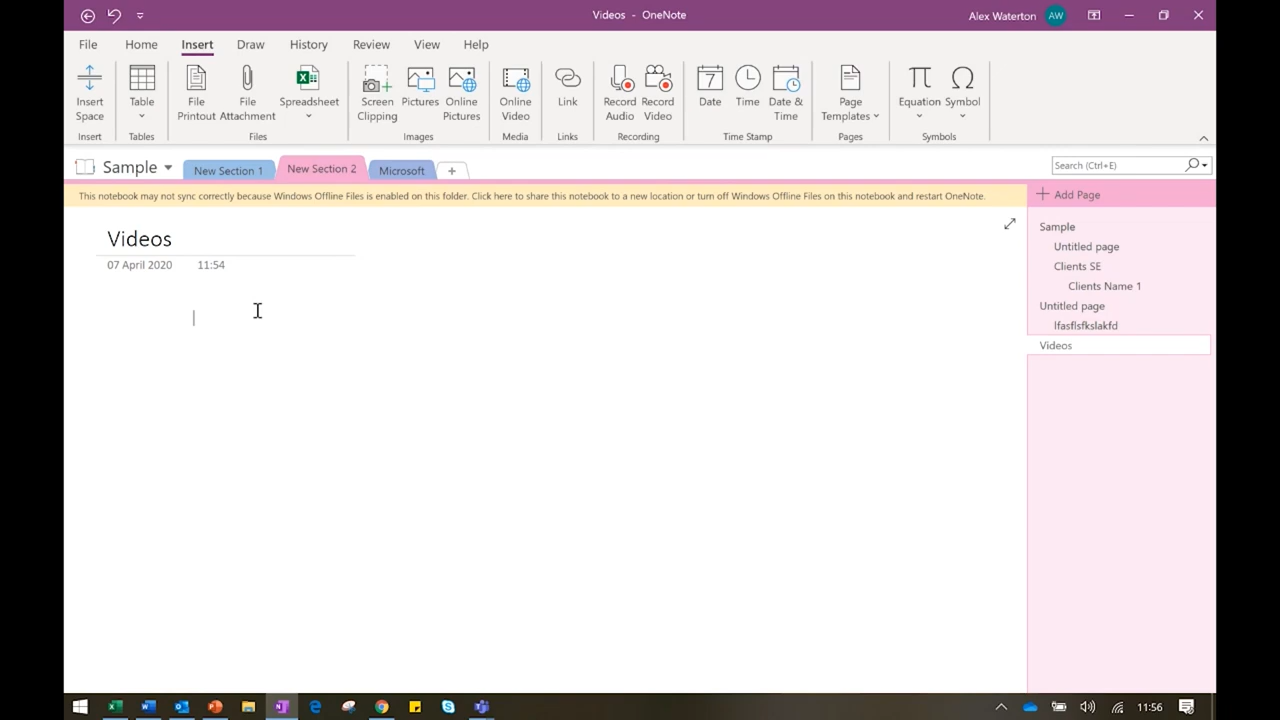 Videos - OneNote
Alex Waterton AW
File Home Insert Draw History Review View Help
Insert Space
Table
File Printout
File Attachment
Spreadsheet
Screen Clipping
Pictures
Online Pictures
Online Video
Link
Record Audio
Record Video
Date
Time
Date & Time
Page Templates
Equation
Symbol
Insert Tables Files Images Media Links Recording Time Stamp Pages Symbols
Sample New Section 1 New Section 2 Microsoft +
Search (Ctrl+E)
This notebook may not sync correctly because Windows Offline Files is enabled on this folder. Click here to share this notebook to a new location or turn off Windows Offline Files on this notebook and restart OneNote.
Add Page
Videos
07 April 2020 11:54
Sample
Untitled page
Clients SE
Clients Name 1
Untitled page
lfasflsfkslakfd
Videos
11:56